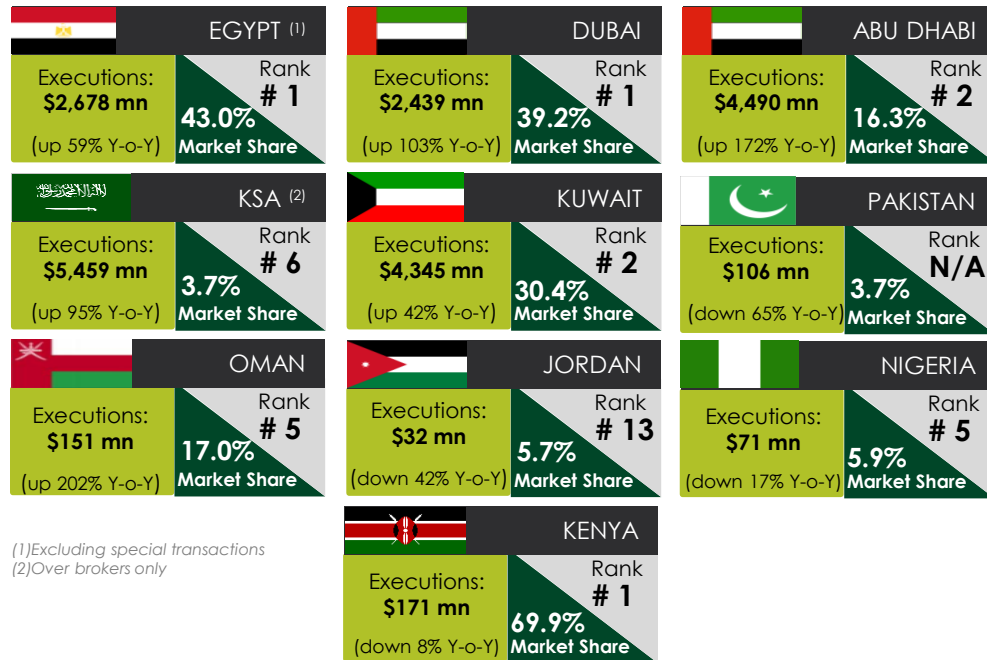 EGYPT (1)
Executions:
$2,678 mn
(up 59% Y-o-Y)
43.0%
Market Share
Rank
# 1
DUBAI
Executions:
$2,439 mn
(up 103% Y-o-Y)
39.2%
Market Share
Rank
# 1
ABU DHABI
Executions:
$4,490 mn
(up 172% Y-o-Y)
16.3%
Market Share
Rank
# 2
KSA (2)
Executions:
$5,459 mn
(up 95% Y-o-Y)
3.7%
Market Share
Rank
# 6
KUWAIT
Executions:
$4,345 mn
(up 42% Y-o-Y)
30.4%
Market Share
Rank
# 2
PAKISTAN
Executions:
$106 mn
(down 65% Y-o-Y)
3.7%
Market Share
Rank
N/A
OMAN
Executions:
$151 mn
(up 202% Y-o-Y)
17.0%
Market Share
Rank
# 5
JORDAN
Executions:
$32 mn
(down 42% Y-o-Y)
5.7%
Market Share
Rank
# 13
NIGERIA
Executions:
$71 mn
(down 17% Y-o-Y)
5.9%
Market Share
Rank
# 5
KENYA
Executions:
$171 mn
(down 8% Y-o-Y)
69.9%
Market Share
Rank
# 1
(1)Excluding special transactions
(2)Over brokers only